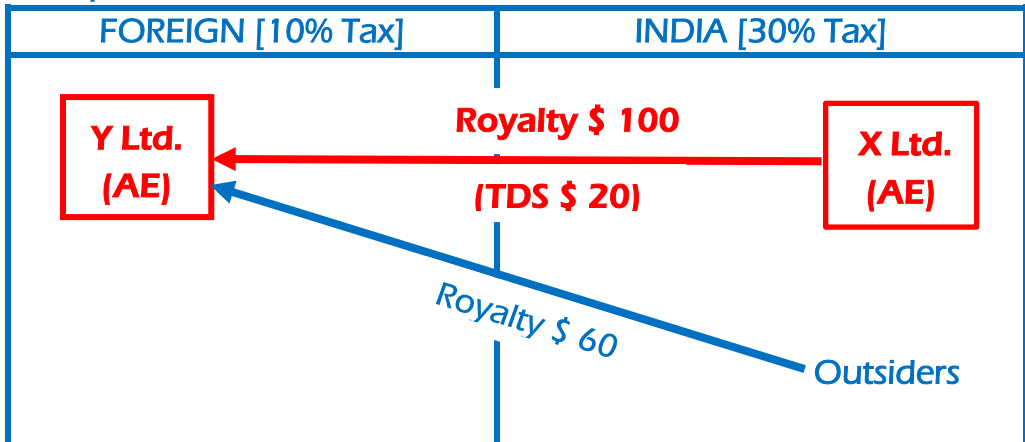 FOREIGN [10% Tax]
INDIA [30% Tax]
Y Ltd.
(AE)
Royalty $ 100
(TDS $ 20)
X Ltd.
(AE)
Royalty $ 60
Outsiders